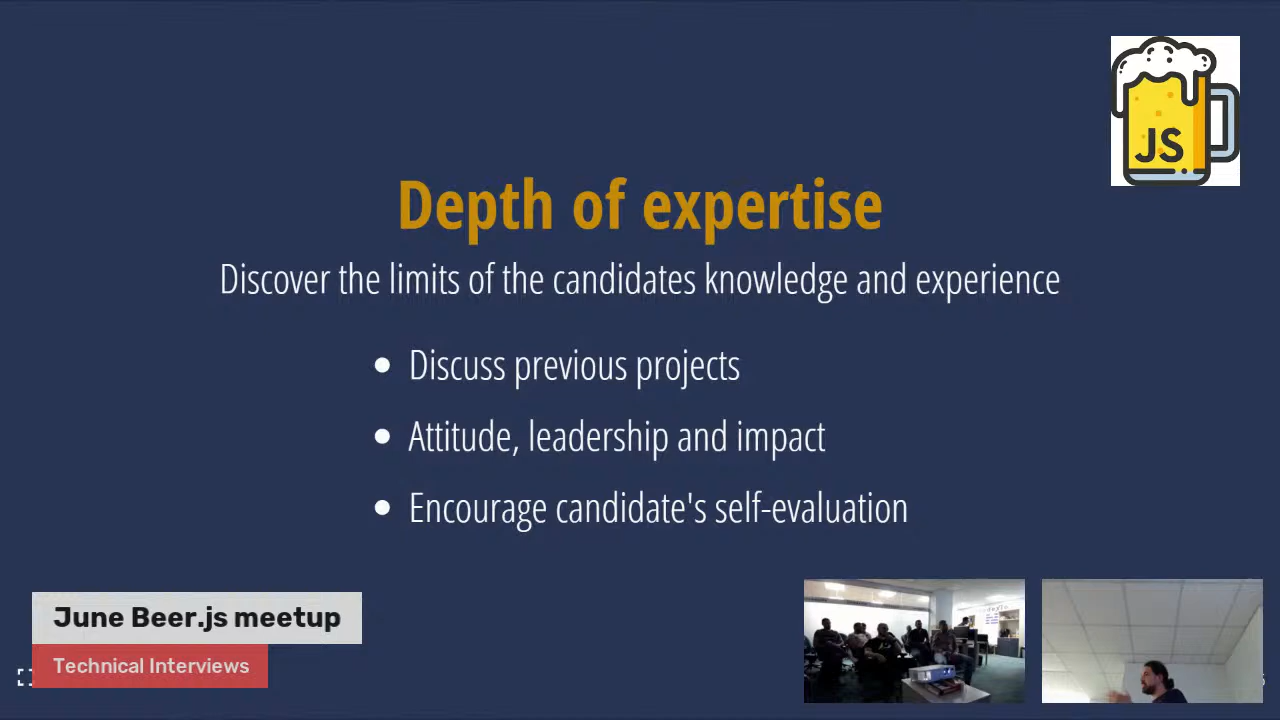 JS
Depth of expertise
Discover the limits of the candidates knowledge and experience
Discuss previous projects
Attitude, leadership and impact
Encourage candidate's self-evaluation
June Beer.js meetup
Technical Interviews